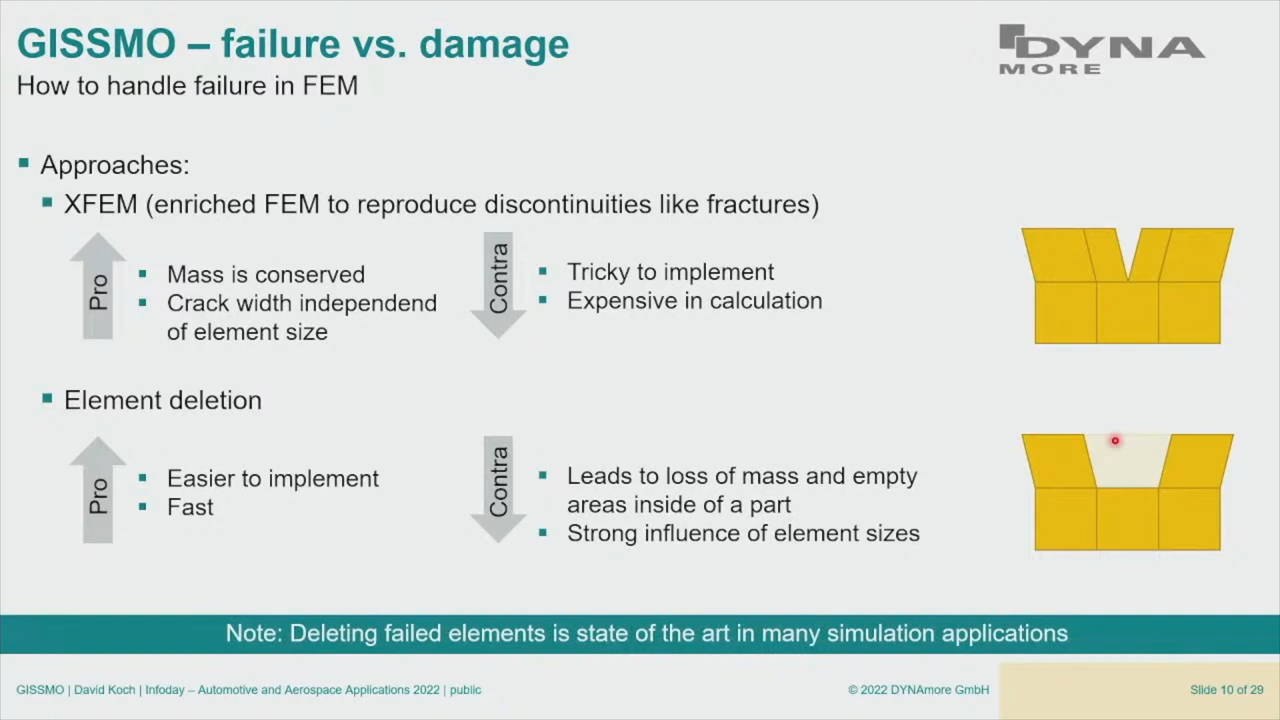 GISSMO – failure vs. damage
How to handle failure in FEM
DYNA
MORE
Approaches:
XFEM (enriched FEM to reproduce discontinuities like fractures)
Pro
Mass is conserved
Crack width independend
of element size
Contra
Tricky to implement
Expensive in calculation
Element deletion
Pro
Easier to implement
Fast
Contra
Leads to loss of mass and empty
areas inside of a part
Strong influence of element sizes
Note: Deleting failed elements is state of the art in many simulation applications
GISSMO | David Koch | Infoday – Automotive and Aerospace Applications 2022 | public
© 2022 DYNAmore GmbH
Slide 10 of 29